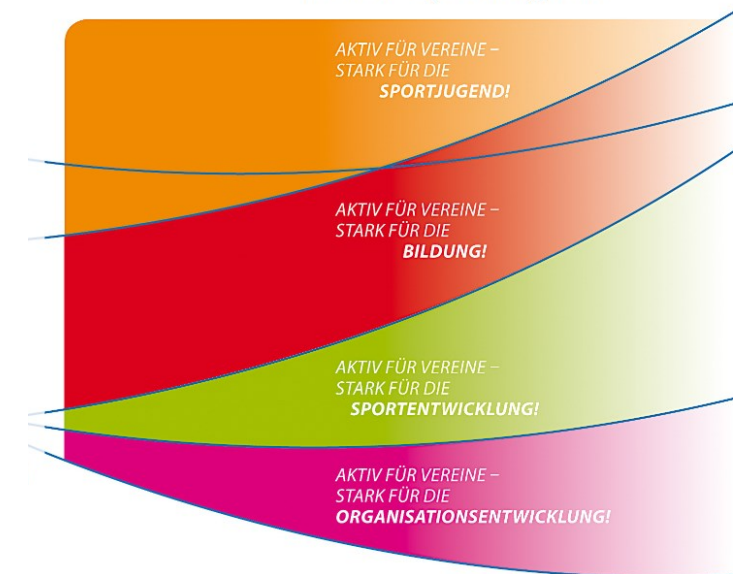 AKTIV FÜR VEREINE –
STARK FÜR DIE
SPORTJUGEND!
AKTIV FÜR VEREINE –
STARK FÜR DIE
BILDUNG!
AKTIV FÜR VEREINE –
STARK FÜR DIE
SPORTENTWICKLUNG!
AKTIV FÜR VEREINE –
STARK FÜR DIE
ORGANISATIONSENTWICKLUNG!